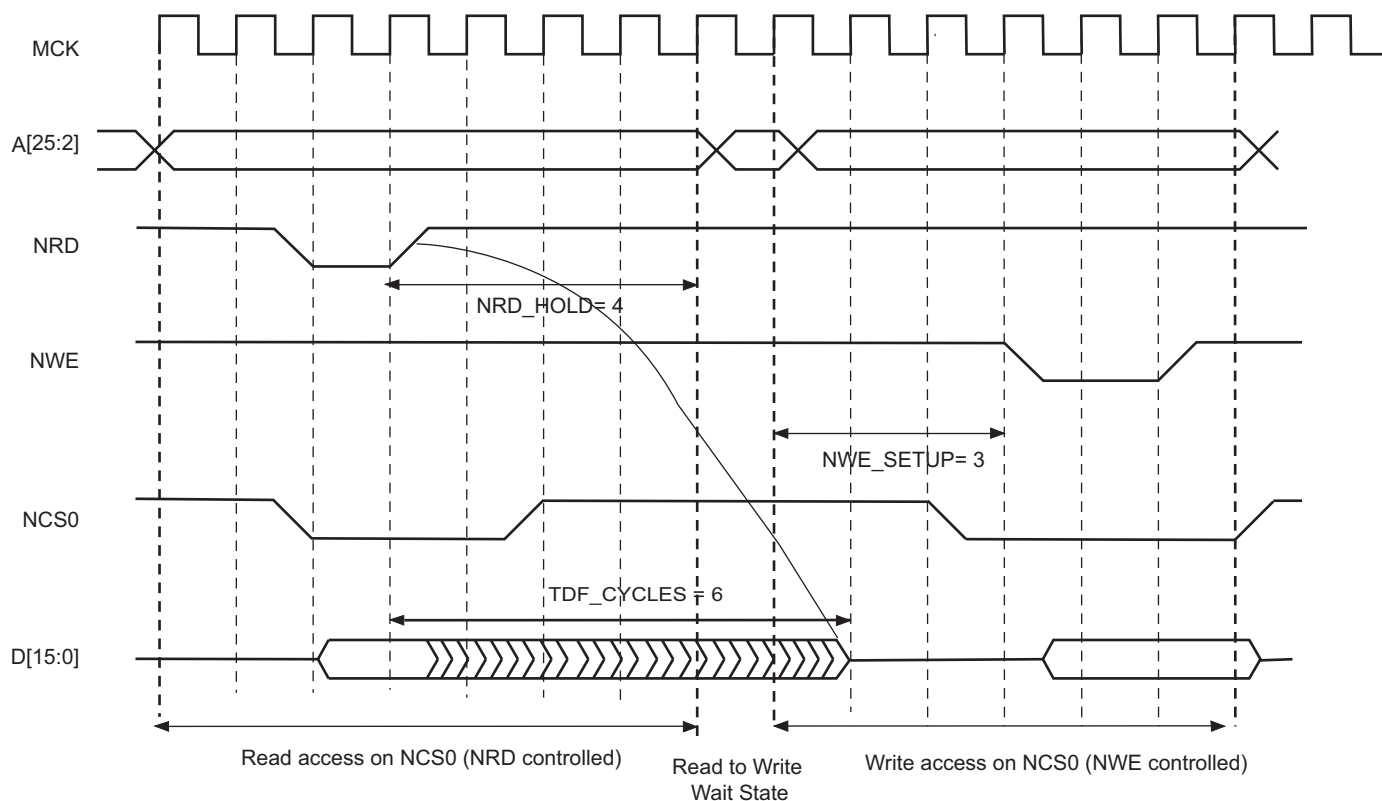 MCK
A[25:2]
NRD
NRD_HOLD= 4
NWE
NWE_SETUP= 3
NCS0
TDF_CYCLES = 6
D[15:0]
Read access on NCS0 (NRD controlled)
Read to Write
Wait State
Write access on NCS0 (NWE controlled)